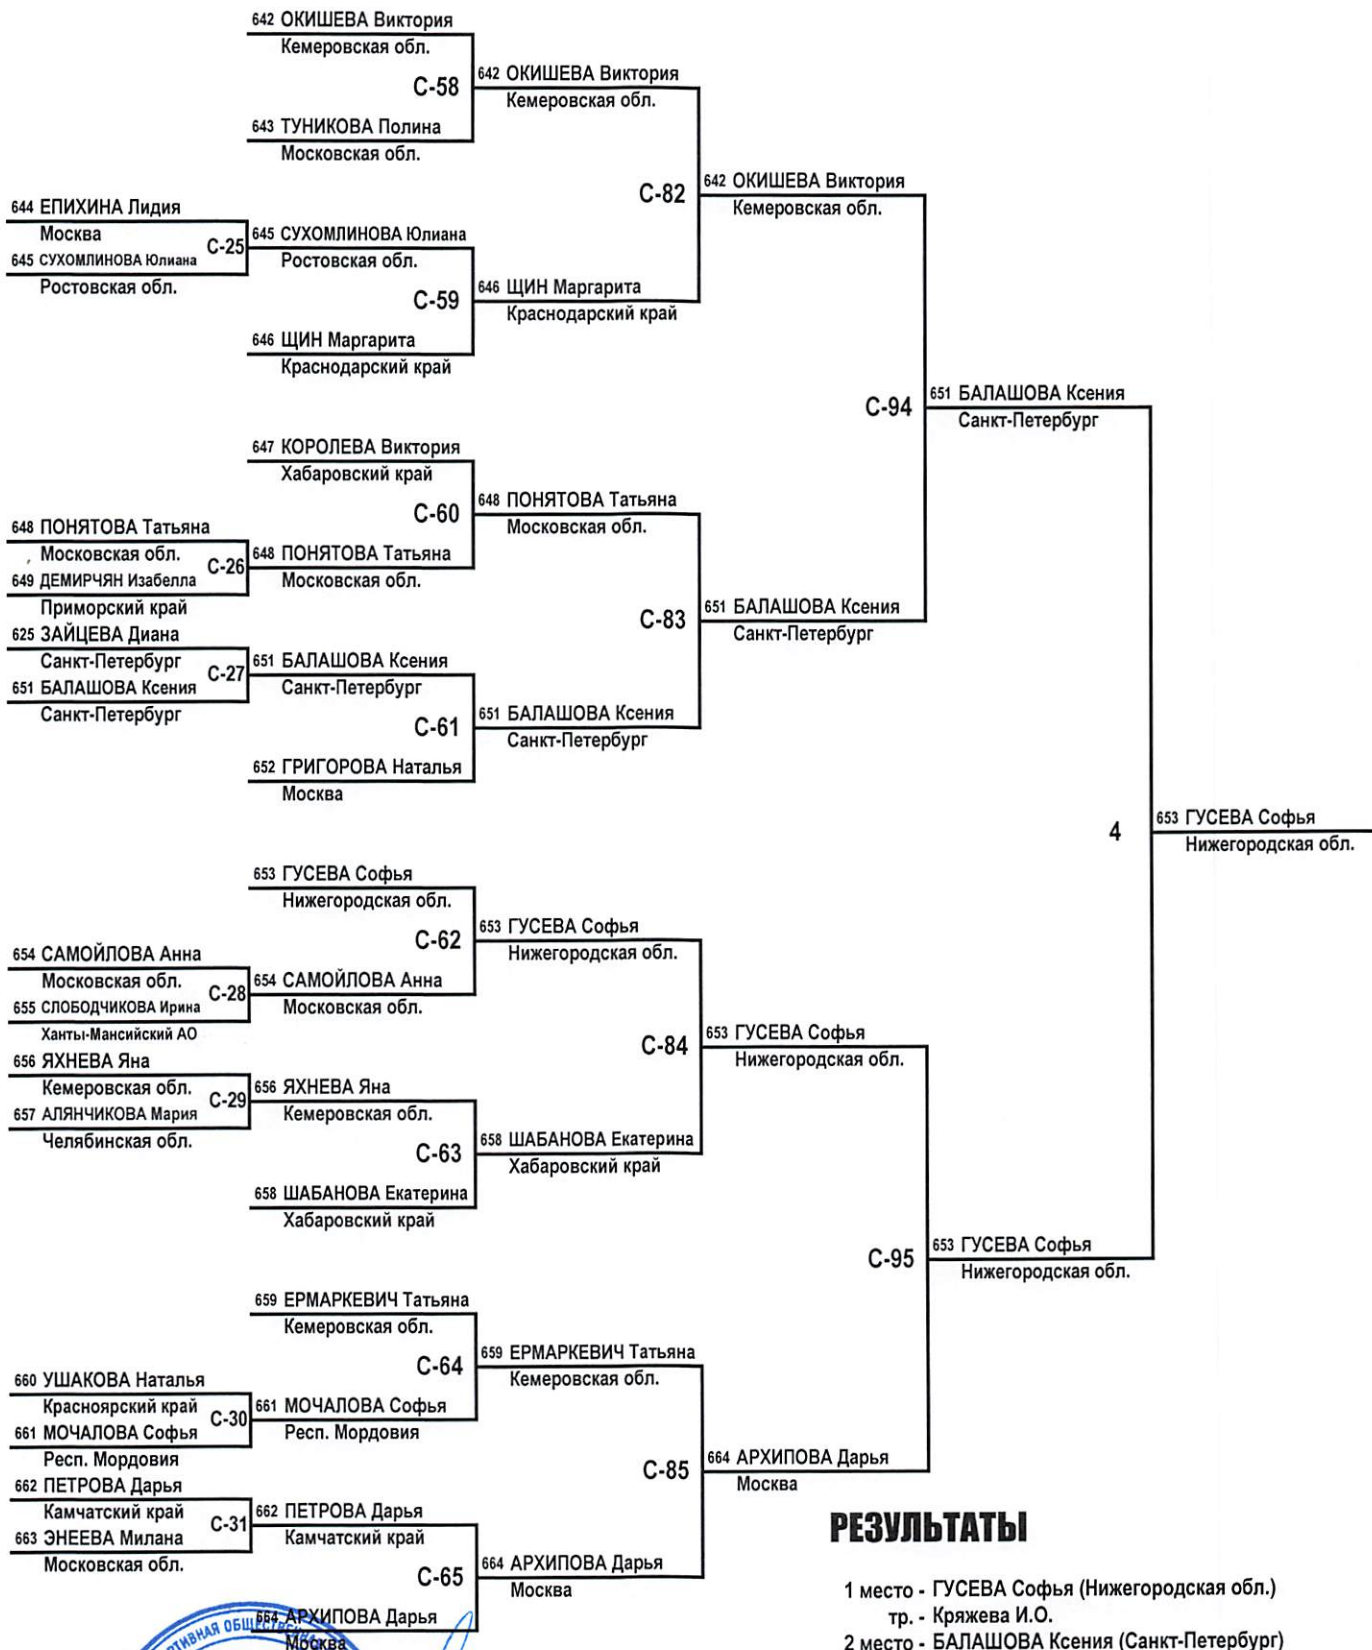 642 ОКИШЕВА Виктория
Кемеровская обл.
С-58
642 ОКИШЕВА Виктория
Кемеровская обл.
643 ТУНИКОВА Полина
Московская обл.
С-82
642 ОКИШЕВА Виктория
Кемеровская обл.
644 ЕПИХИНА Лидия
Москва
С-25
645 СУХОМЛИНОВА Юлиана
Ростовская обл.
645 СУХОМЛИНОВА Юлиана
Ростовская обл.
С-59
646 ЩИН Маргарита
Краснодарский край
646 ЩИН Маргарита
Краснодарский край
С-94
651 БАЛАШОВА Ксения
Санкт-Петербург
647 КОРОЛЕВА Виктория
Хабаровский край
С-60
648 ПОНЯТОВА Татьяна
Московская обл.
648 ПОНЯТОВА Татьяна
Московская обл.
С-26
649 ДЕМИРЧЯН Изабелла
Приморский край
648 ПОНЯТОВА Татьяна
Московская обл.
С-83
651 БАЛАШОВА Ксения
Санкт-Петербург
625 ЗАЙЦЕВА Диана
Санкт-Петербург
С-27
651 БАЛАШОВА Ксения
Санкт-Петербург
651 БАЛАШОВА Ксения
Санкт-Петербург
С-61
651 БАЛАШОВА Ксения
Санкт-Петербург
652 ГРИГОРОВА Наталья
Москва
4
653 ГУСЕВА Софья
Нижегородская обл.
653 ГУСЕВА Софья
Нижегородская обл.
С-62
653 ГУСЕВА Софья
Нижегородская обл.
654 САМОЙЛОВА Анна
Московская обл.
С-28
655 СЛОБОДЧИКОВА Ирина
Ханты-Мансийский АО
654 САМОЙЛОВА Анна
Московская обл.
С-84
653 ГУСЕВА Софья
Нижегородская обл.
656 ЯХНЕВА Яна
Кемеровская обл.
С-29
657 АЛЯНЧИКОВА Мария
Челябинская обл.
656 ЯХНЕВА Яна
Кемеровская обл.
С-63
658 ШАБАНОВА Екатерина
Хабаровский край
658 ШАБАНОВА Екатерина
Хабаровский край
С-95
653 ГУСЕВА Софья
Нижегородская обл.
659 ЕРМАРКЕВИЧ Татьяна
Кемеровская обл.
С-64
659 ЕРМАРКЕВИЧ Татьяна
Кемеровская обл.
660 УШАКОВА Наталья
Красноярский край
С-30
661 МОЧАЛОВА Софья
Респ. Мордовия
661 МОЧАЛОВА Софья
Респ. Мордовия
С-85
664 АРХИПОВА Дарья
Москва
662 ПЕТРОВА Дарья
Камчатский край
С-31
663 ЭНЕЕВА Милана
Московская обл.
662 ПЕТРОВА Дарья
Камчатский край
С-65
664 АРХИПОВА Дарья
Москва
664 АРХИПОВА Дарья
Москва
РЕЗУЛЬТАТЫ
1 место - ГУСЕВА Софья (Нижегородская обл.)
тр. - Кряжева И.О.
2 место - БАЛАШОВА Ксения (Санкт-Петербург)